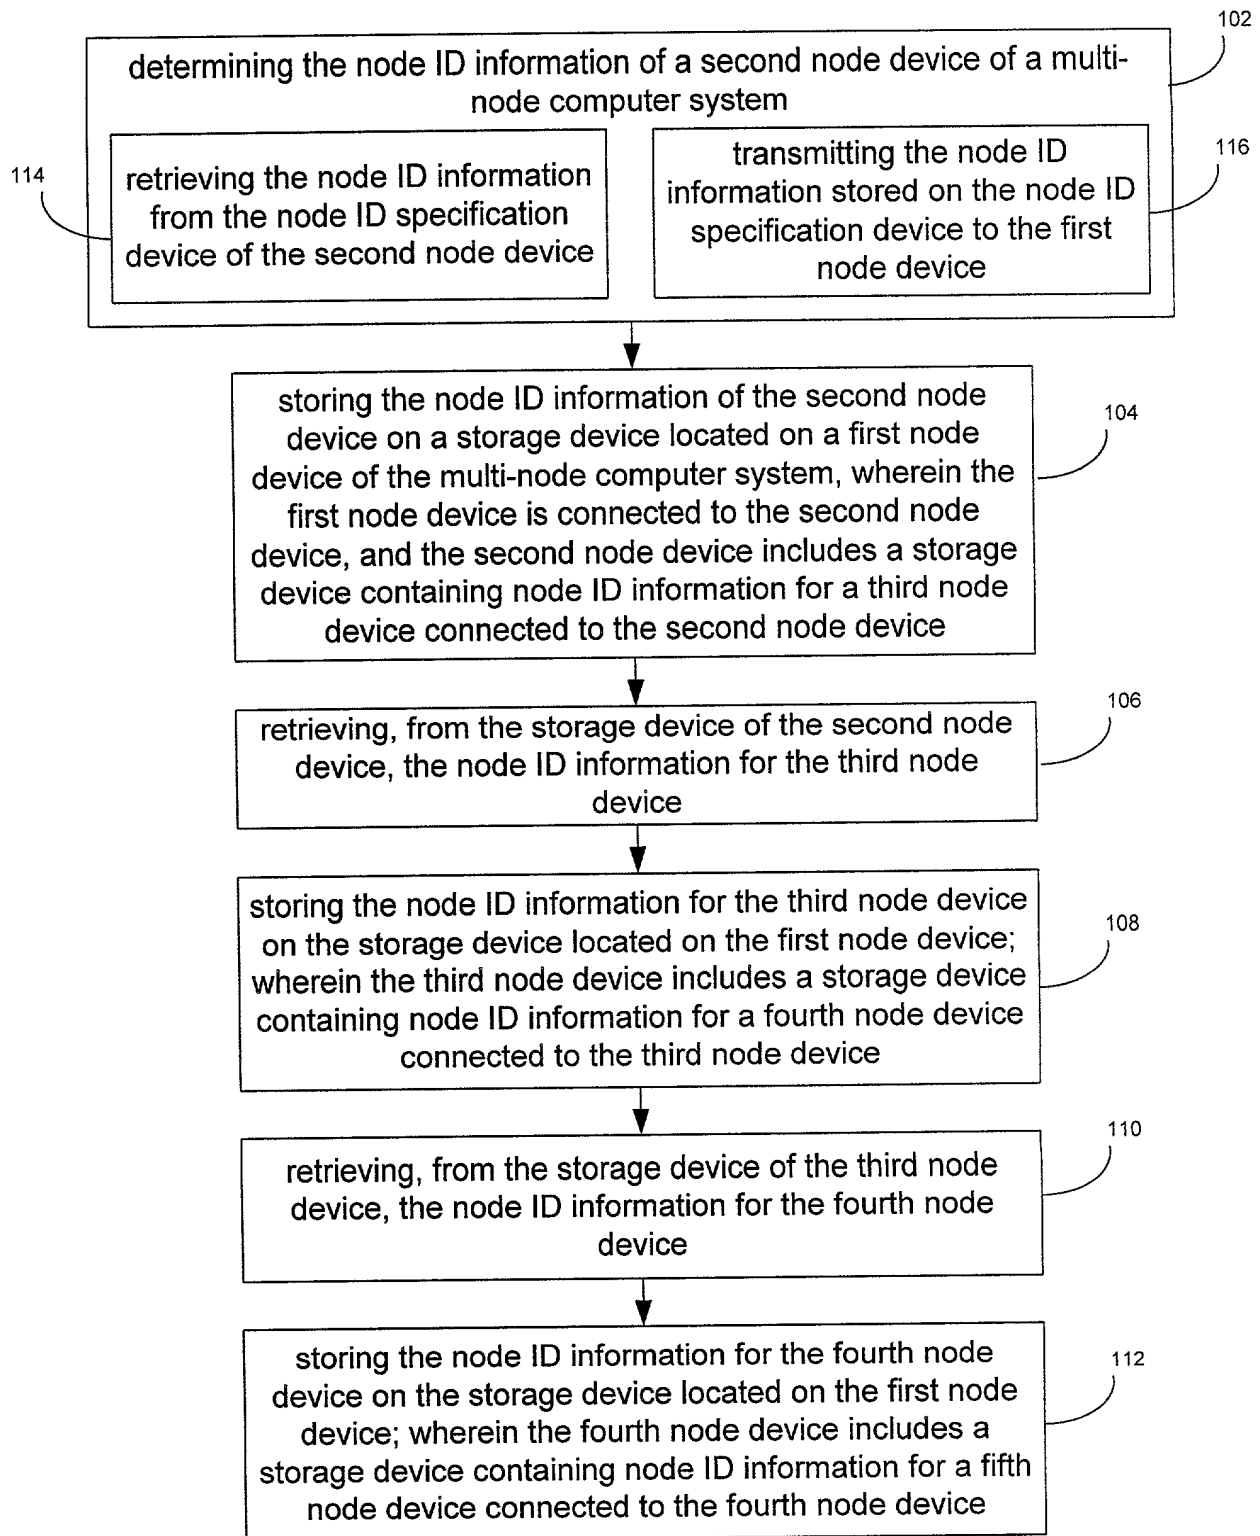 102
determining the node ID information of a second node device of a multi-
node computer system
114
retrieving the node ID information
from the node ID specification
device of the second node device
transmitting the node ID
information stored on the node ID
specification device to the first
node device
116
storing the node ID information of the second node
device on a storage device located on a first node
device of the multi-node computer system, wherein the
first node device is connected to the second node
device, and the second node device includes a storage
device containing node ID information for a third node
device connected to the second node device
104
retrieving, from the storage device of the second node
device, the node ID information for the third node
device
106
storing the node ID information for the third node device
on the storage device located on the first node device;
wherein the third node device includes a storage device
containing node ID information for a fourth node device
connected to the third node device
108
retrieving, from the storage device of the third node
device, the node ID information for the fourth node
device
110
storing the node ID information for the fourth node
device on the storage device located on the first node
device; wherein the fourth node device includes a
storage device containing node ID information for a fifth
node device connected to the fourth node device
112